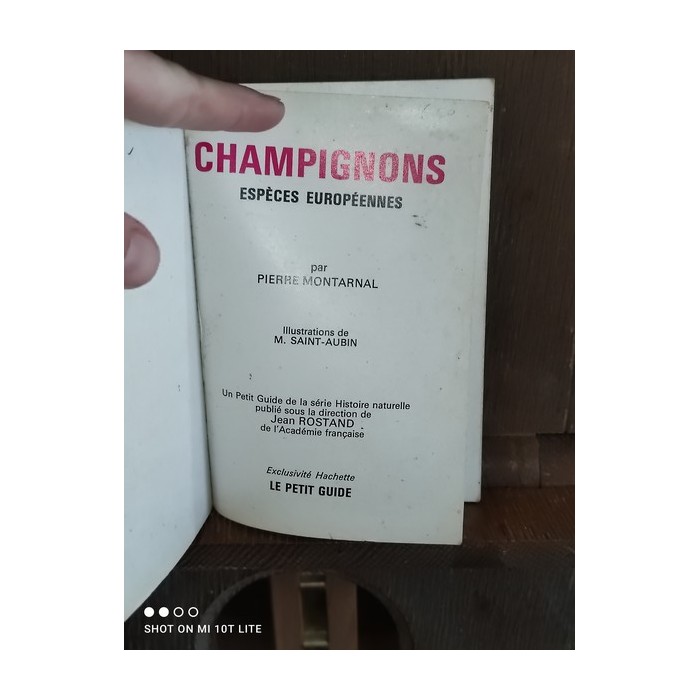 CHAMPIGNONS
ESPÈCES EUROPÉENNES
par
PIERRE MONTARNAL
Illustrations de
M. SAINT-AUBIN
Un Petit Guide de la série Histoire naturelle
publié sous la direction de
Jean ROSTAND
de l'Académie française
Exclusivité Hachette
LE PETIT GUIDE
SHOT ON MI 10T LITE